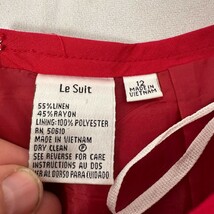 Le Suit
55% LINEN
45% RAYON
LINING: 100% POLYESTER
RN 50610
MADE IN VIETNAM
DRY CLEAN Ⓟ
SEE REVERSE FOR CARE
INSTRUCTIONS AU DOS
AL DORSO PARA CUIDADO
12
MADE IN
VIETNAM